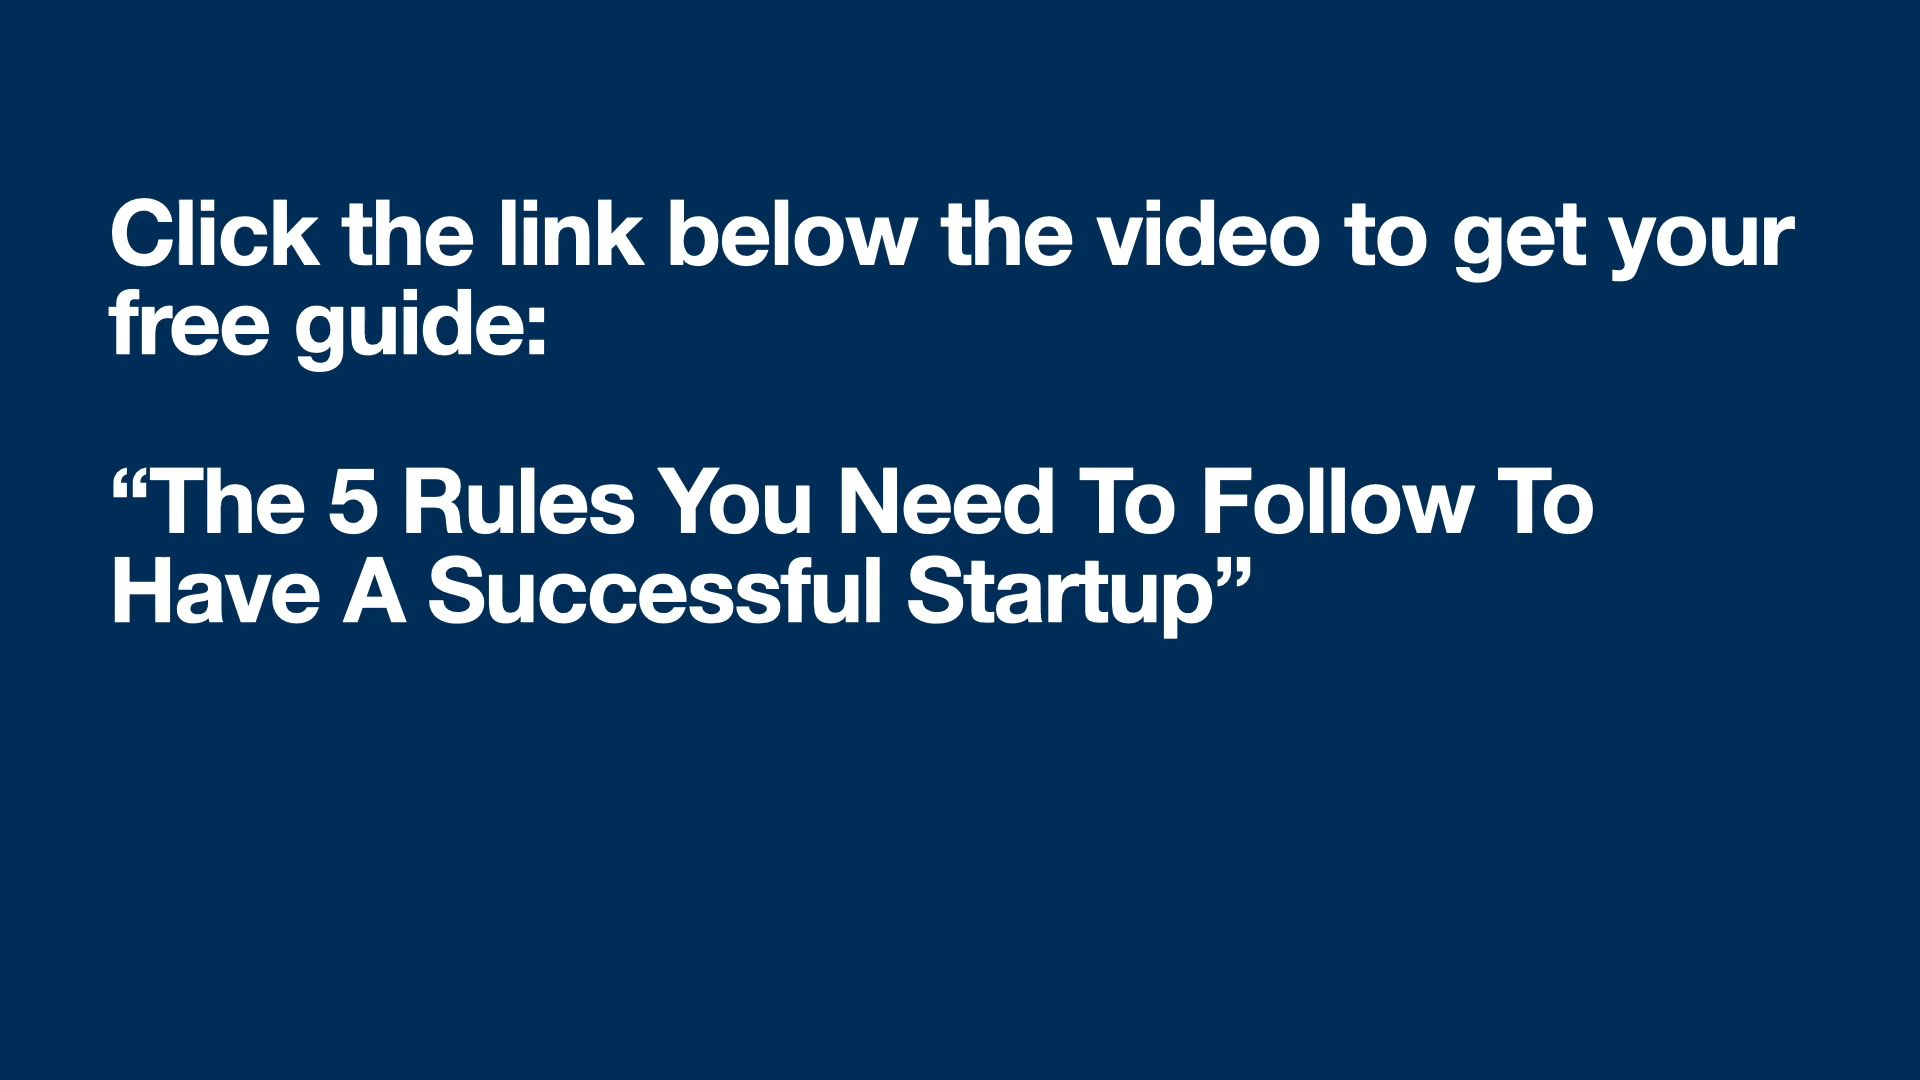 Click the link below the video to get your
free guide:
“The 5 Rules You Need To Follow To
Have A Successful Startup”